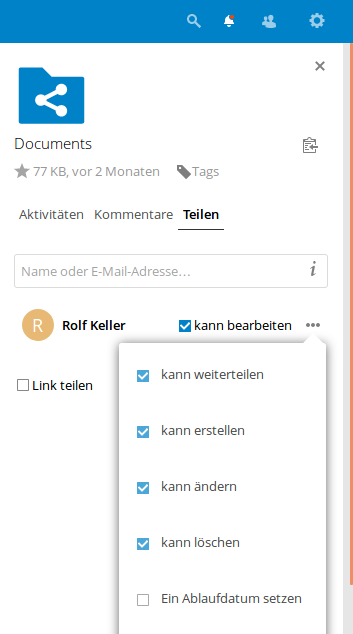 Documents
77 KB, vor 2 Monaten Tags
Aktivitäten Kommentare Teilen
Name oder E-Mail-Adresse... i
R Rolf Keller kann bearbeiten
Link teilen
kann weiterteilen
kann erstellen
kann ändern
kann löschen
Ein Ablaufdatum setzen